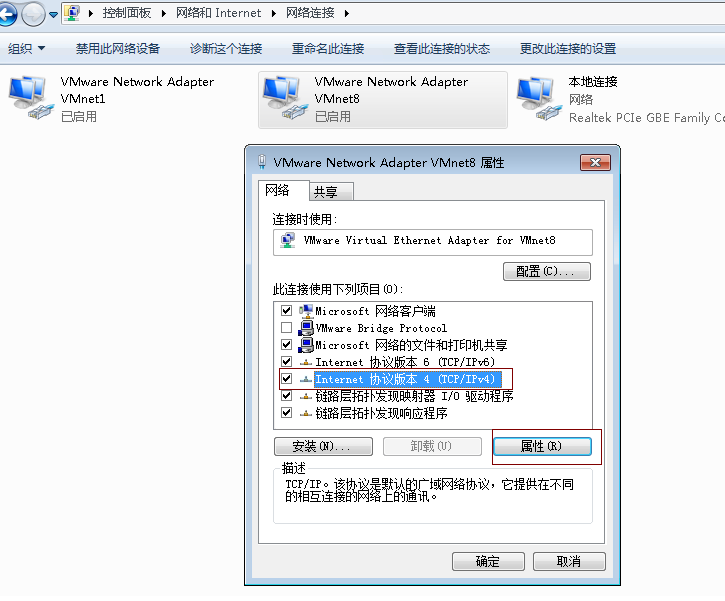 控制面板 网络和 Internet 网络连接
组织 禁用此网络设备 诊断这个连接 重命名此连接 查看此连接的状态 更改此连接的设置
VMware Network Adapter
VMnet1
已启用
VMware Network Adapter
VMnet8
已启用
本地连接
网络
Realtek PCIe GBE Family Co
VMware Network Adapter VMnet8 属性
网络 共享
连接时使用:
VMware Virtual Ethernet Adapter for VMnet8
配置(C)...
此连接使用下列项目(O):
Microsoft 网络客户端
VMware Bridge Protocol
Microsoft 网络的文件和打印机共享
Internet 协议版本 6 (TCP/IPv6)
Internet 协议版本 4 (TCP/IPv4)
链路层拓扑发现映射器 I/O 驱动程序
链路层拓扑发现响应程序
安装(N)... 卸载(U) 属性(R)
描述
TCP/IP。该协议是默认的广域网络协议，它提供在不同
的相互连接的网络上的通讯。
确定 取消